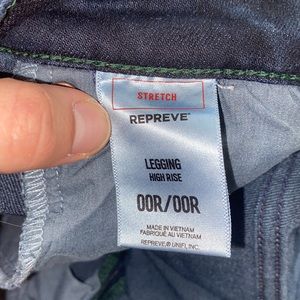 STRETCH
REPREVE®
LEGGING
HIGH RISE
00R/00R
MADE IN VIETNAM
FABRIQUÉ AU VIETNAM
REPREVE,® UNIFI, INC.